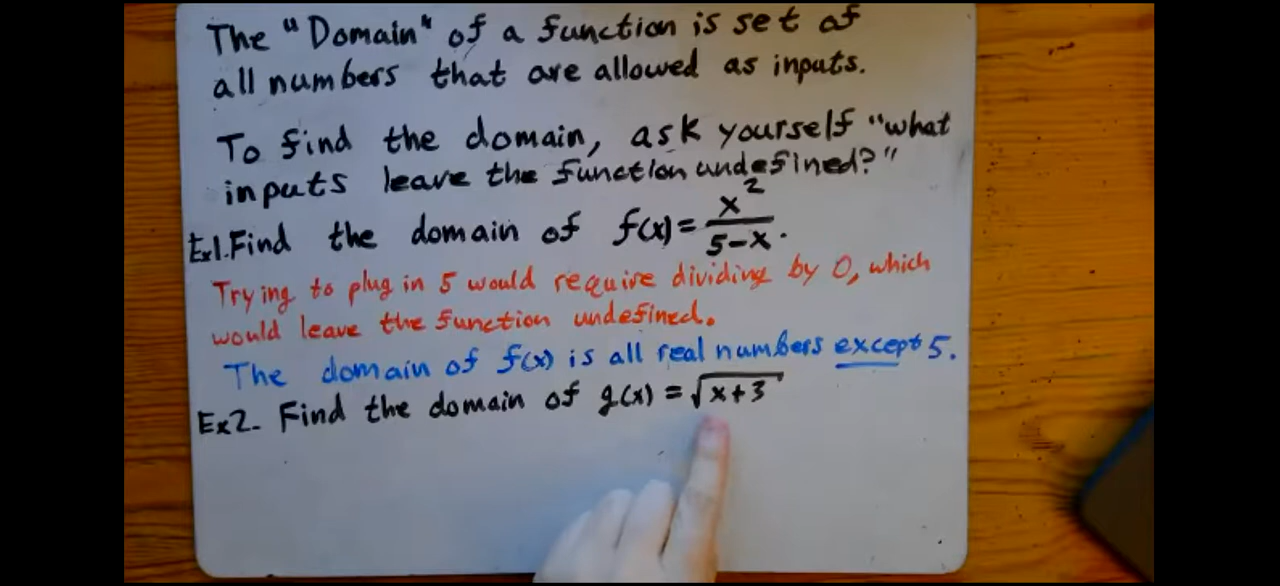 The "Domain" of a function is set of
all numbers that are allowed as inputs.
To find the domain, ask yourself "what
inputs leave the function undefined?"
Ex1. Find the domain of f(x) = x²/(5-x).
Trying to plug in 5 would require dividing by 0, which
would leave the function undefined.
The domain of f(x) is all real numbers except 5.
Ex2. Find the domain of g(x) = √(x+3)